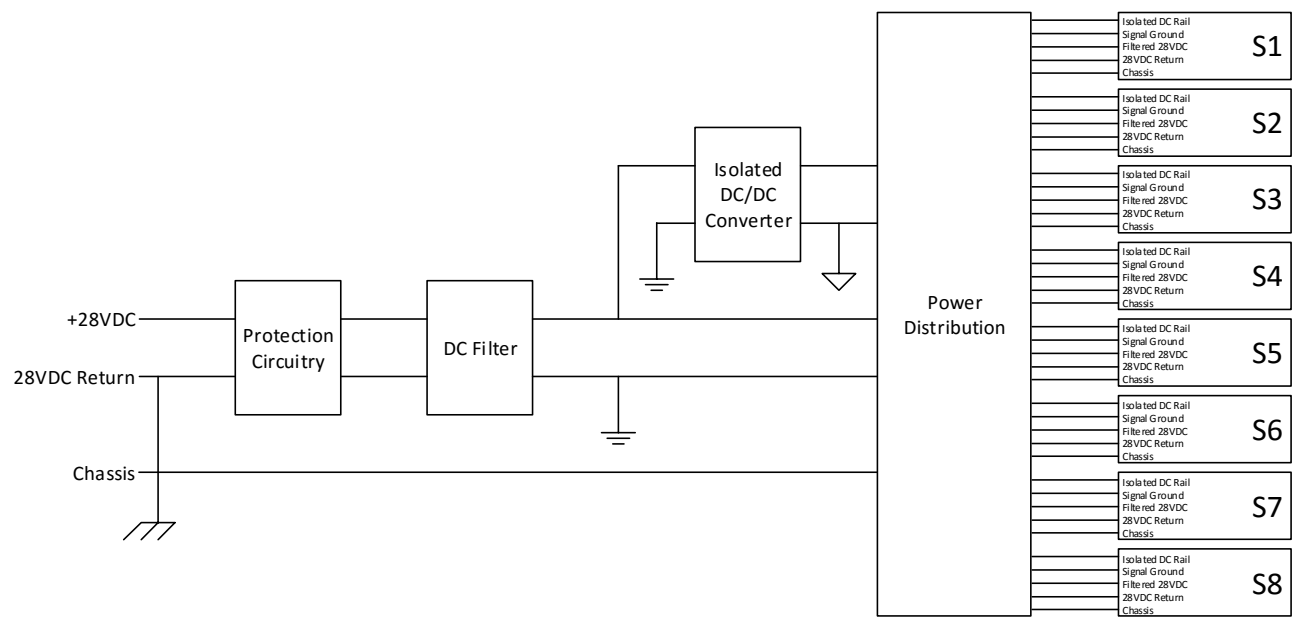 Isolated DC Rail
Signal Ground
Filtered 28VDC
28VDC Return
Chassis
S1
Isolated DC Rail
Signal Ground
Filtered 28VDC
28VDC Return
Chassis
S2
Isolated DC Rail
Signal Ground
Filtered 28VDC
28VDC Return
Chassis
S3
Isolated DC Rail
Signal Ground
Filtered 28VDC
28VDC Return
Chassis
S4
Isolated DC Rail
Signal Ground
Filtered 28VDC
28VDC Return
Chassis
S5
Isolated DC Rail
Signal Ground
Filtered 28VDC
28VDC Return
Chassis
S6
Isolated DC Rail
Signal Ground
Filtered 28VDC
28VDC Return
Chassis
S7
Isolated DC Rail
Signal Ground
Filtered 28VDC
28VDC Return
Chassis
S8
Isolated
DC/DC
Converter
Power
Distribution
+28VDC
28VDC Return
Chassis
Protection
Circuitry
DC Filter